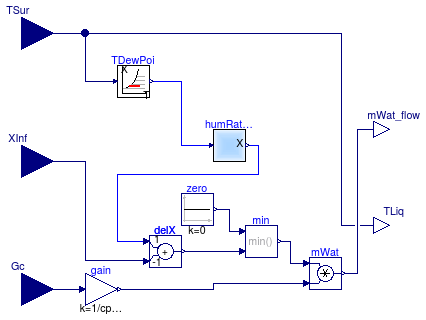 TSur
TDewPoi
X
T
mWat_flow
humRat...
X
XInf
zero
k=0
TLiq
min
min()
delX
1
+
-1
mWat
*
Gc
gain
k=1/cp...